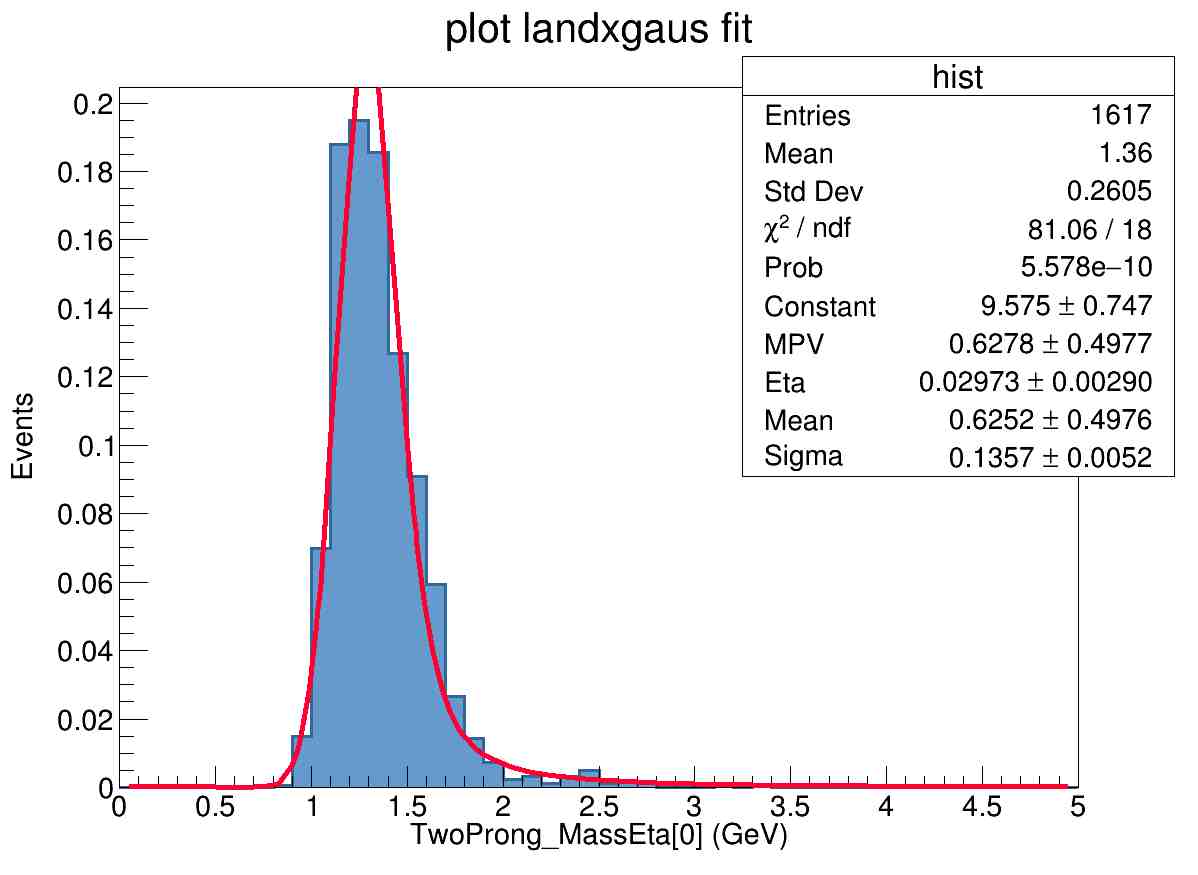 plot landxgaus fit
hist
Entries 1617
Mean 1.36
Std Dev 0.2605
χ² / ndf 81.06 / 18
Prob 5.578e−10
Constant 9.575 ± 0.747
MPV 0.6278 ± 0.4977
Eta 0.02973 ± 0.00290
Mean 0.6252 ± 0.4976
Sigma 0.1357 ± 0.0052
Events
0.2
0.18
0.16
0.14
0.12
0.1
0.08
0.06
0.04
0.02
0
0 0.5 1 1.5 2 2.5 3 3.5 4 4.5 5
TwoProng_MassEta[0] (GeV)